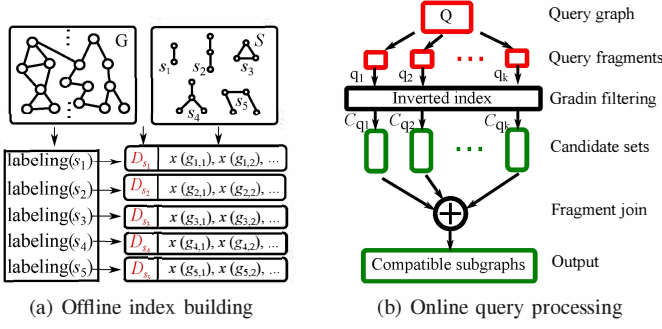 G
S
s1
s2
s3
s4
s5
labeling(s1)
Ds1 x (g1,1), x (g1,2), ...
labeling(s2)
Ds2 x (g2,1), x (g2,2), ...
labeling(s3)
Ds3 x (g3,1), x (g3,2), ...
labeling(s4)
Ds4 x (g4,1), x (g4,2), ...
labeling(s5)
Ds5 x (g5,1), x (g5,2), ...
(a) Offline index building
Q Query graph
... Query fragments
q1 q2 qk
Inverted index Gradin filtering
Cq1 Cq2 Cqk
... Candidate sets
+ Fragment join
Compatible subgraphs Output
(b) Online query processing